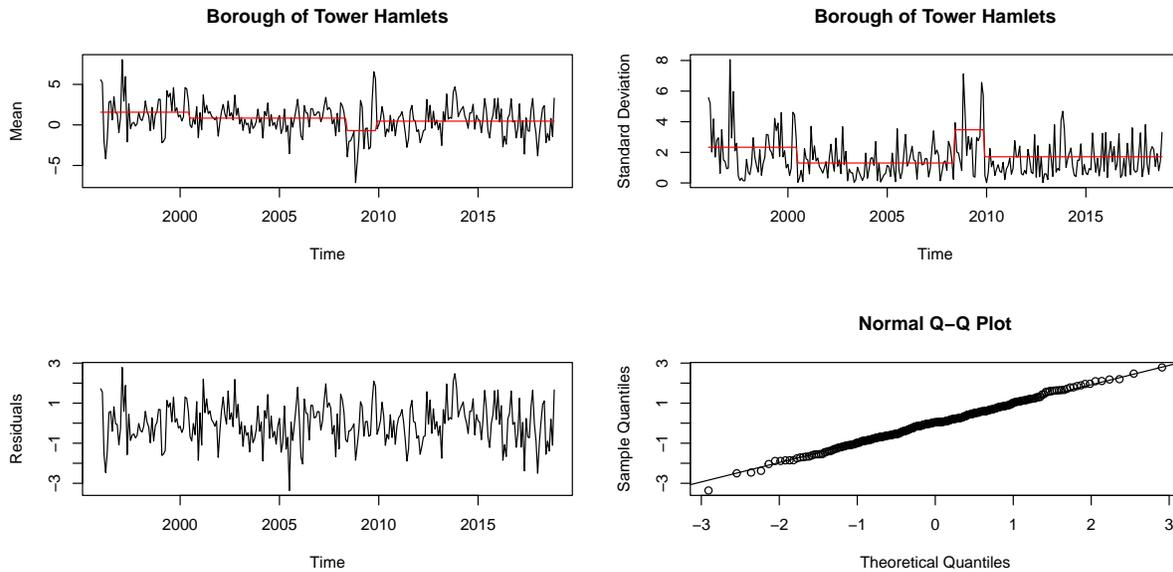 Borough of Tower Hamlets
Mean
5
0
−5
2000 2005 2010 2015
Time
Borough of Tower Hamlets
Standard Deviation
8
6
4
2
0
2000 2005 2010 2015
Time
Residuals
3
1
−1
−3
2000 2005 2010 2015
Time
Normal Q−Q Plot
Sample Quantiles
3
1
−1
−3
−3 −2 −1 0 1 2 3
Theoretical Quantiles